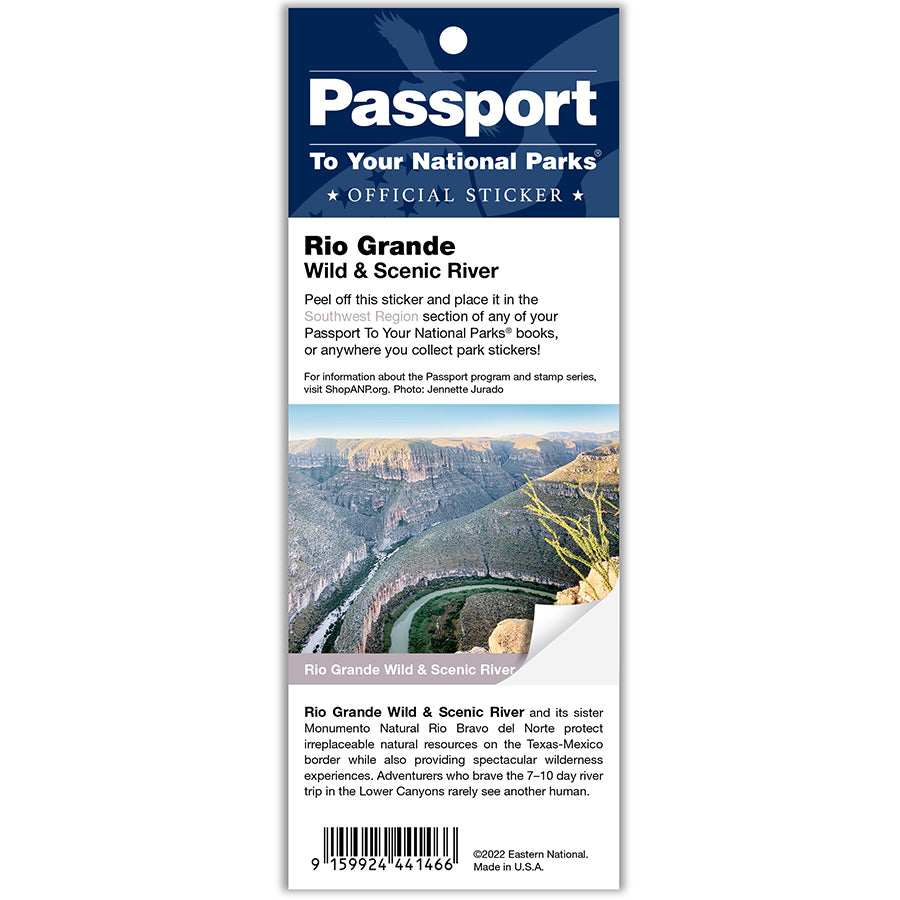 Passport
To Your National Parks®
★ OFFICIAL STICKER ★
Rio Grande
Wild & Scenic River
Peel off this sticker and place it in the
Southwest Region section of any of your
Passport To Your National Parks® books,
or anywhere you collect park stickers!
For information about the Passport program and stamp series,
visit ShopANP.org. Photo: Jennette Jurado
Rio Grande Wild & Scenic River
Rio Grande Wild & Scenic River and its sister
Monumento Natural Rio Bravo del Norte protect
irreplaceable natural resources on the Texas-Mexico
border while also providing spectacular wilderness
experiences. Adventurers who brave the 7–10 day river
trip in the Lower Canyons rarely see another human.
9 159924 441466
©2022 Eastern National.
Made in U.S.A.